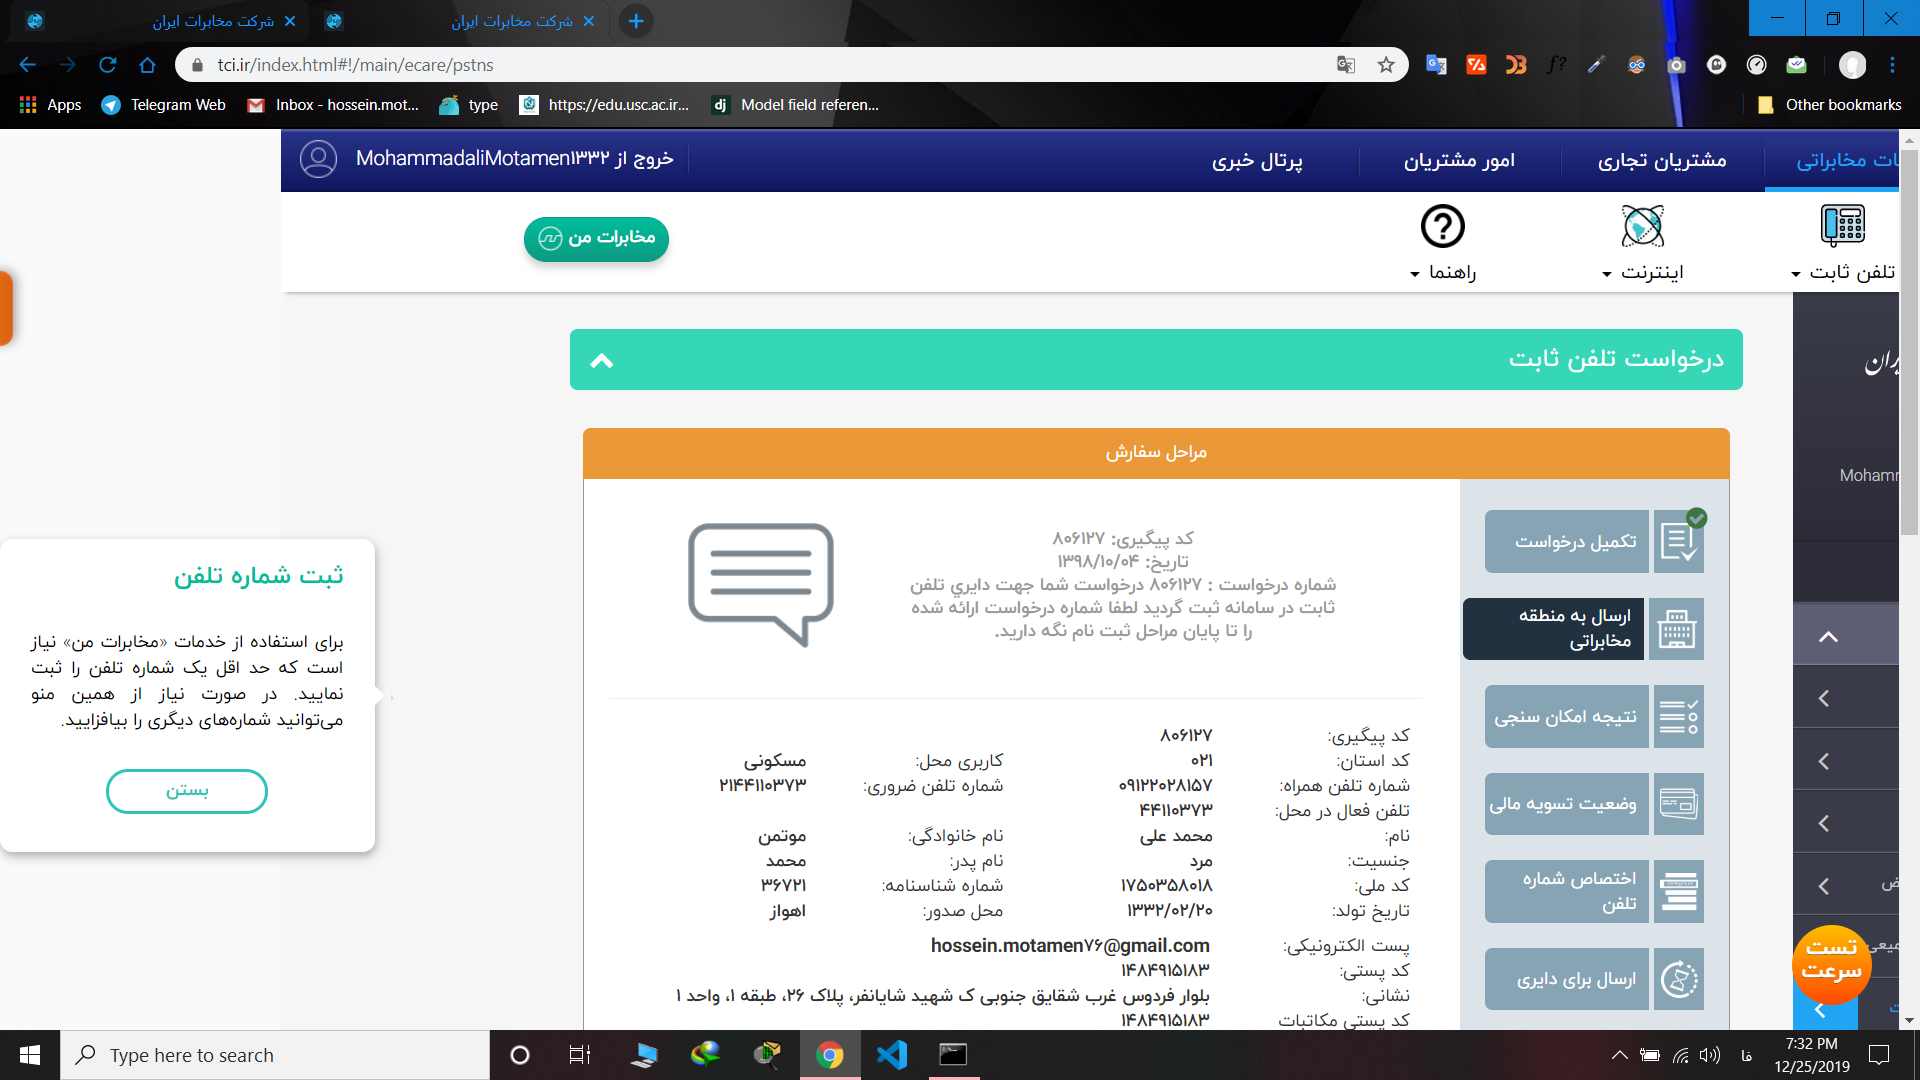 شرکت مخابرات ایران
شرکت مخابرات ایران
tci.ir/index.html#!/main/ecare/pstns
Apps
Telegram Web
Inbox - hossein.mot...
type
https://edu.usc.ac.ir...
Model field referen...
Other bookmarks
مشتریان تجاری
امور مشتریان
پرتال خبری
خروج از MohammadaliMotamen۱۳۳۲
تلفن ثابت
اینترنت
راهنما
مخابرات من
درخواست تلفن ثابت
مراحل سفارش
تکمیل درخواست
ارسال به منطقه
مخابراتی
نتیجه امکان سنجی
وضعیت تسویه مالی
اختصاص شماره
تلفن
ارسال برای دایری
کد پیگیری: ۸۰۶۱۲۷
تاریخ: ۱۳۹۸/۱۰/۰۴
شماره درخواست : ۸۰۶۱۲۷ درخواست شما جهت دايري تلفن
ثابت در سامانه ثبت گردید لطفا شماره درخواست ارائه شده
را تا پایان مراحل ثبت نام نگه دارید.
کد پیگیری: ۸۰۶۱۲۷
کد استان: ۰۲۱ کاربری محل: مسکونی
شماره تلفن همراه: ۰۹۱۲۲۰۲۸۱۵۷ شماره تلفن ضروری: ۲۱۴۴۱۱۰۳۷۳
تلفن فعال در محل: ۴۴۱۱۰۳۷۳
نام: محمد علی نام خانوادگی: موتمن
جنسیت: مرد نام پدر: محمد
کد ملی: ۱۷۵۰۳۵۸۰۱۸ شماره شناسنامه: ۳۶۷۲۱
تاریخ تولد: ۱۳۳۲/۰۲/۲۰ محل صدور: اهواز
پست الکترونیکی: hossein.motamen۷۶@gmail.com
کد پستی: ۱۴۸۴۹۱۵۱۸۳
نشانی: بلوار فردوس غرب شقایق جنوبی ک شهید شایانفر، پلاک ۲۶، طبقه ۱، واحد ۱
کد پستی مکاتبات ۱۴۸۴۹۱۵۱۸۳
ثبت شماره تلفن
برای استفاده از خدمات «مخابرات من» نیاز
است که حد اقل یک شماره تلفن را ثبت
نمایید. در صورت نیاز از همین منو
می‌توانید شماره‌های دیگری را بیافزایید.
بستن
تست
سرعت
Type here to search
فا
7:32 PM
12/25/2019